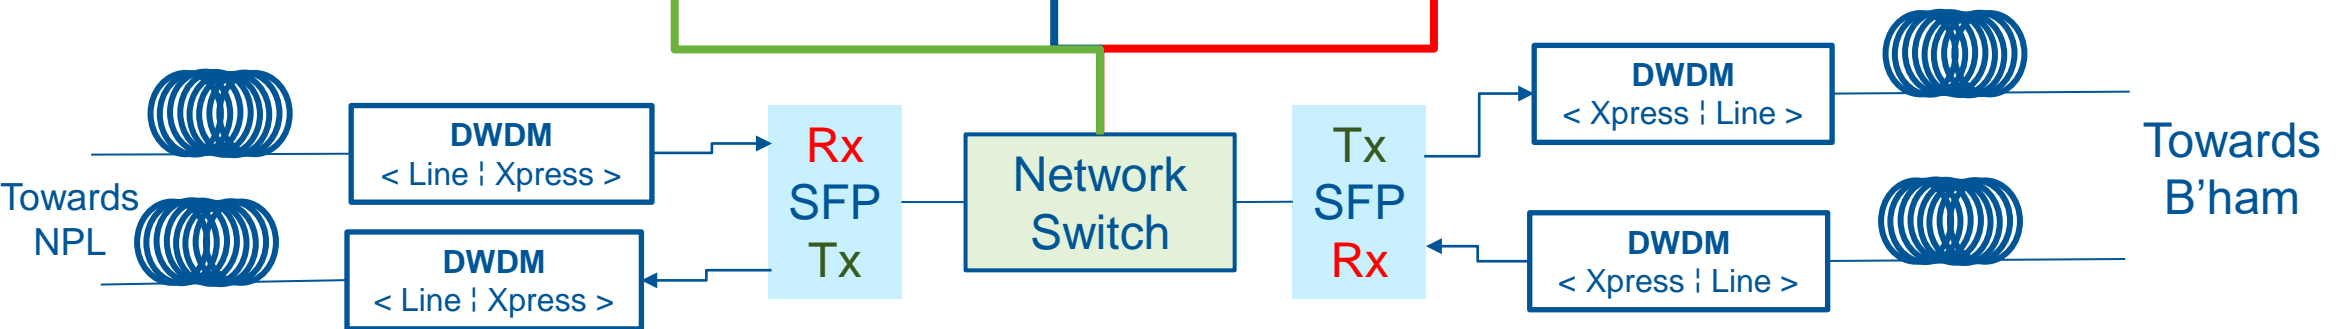 Towards
NPL
DWDM
< Line ¦ Xpress >
DWDM
< Line ¦ Xpress >
Rx
SFP
Tx
Network
Switch
Tx
SFP
Rx
DWDM
< Xpress ¦ Line >
DWDM
< Xpress ¦ Line >
Towards
B’ham